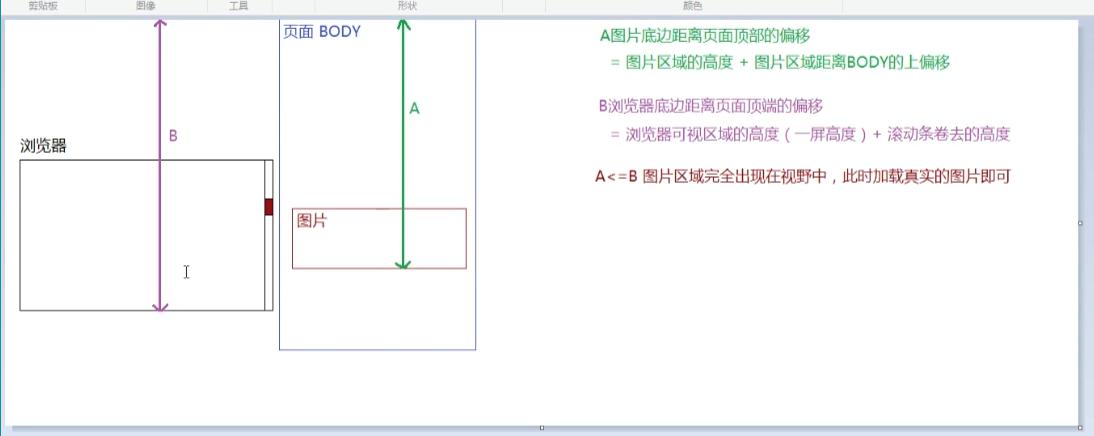 剪贴板 图像 工具 形状 颜色
页面 BODY
A图片底边距离页面顶部的偏移
= 图片区域的高度 + 图片区域距离BODY的上偏移
A
B浏览器底边距离页面顶端的偏移
B
= 浏览器可视区域的高度（一屏高度）+ 滚动条卷去的高度
浏览器
A<=B 图片区域完全出现在视野中，此时加载真实的图片即可
图片